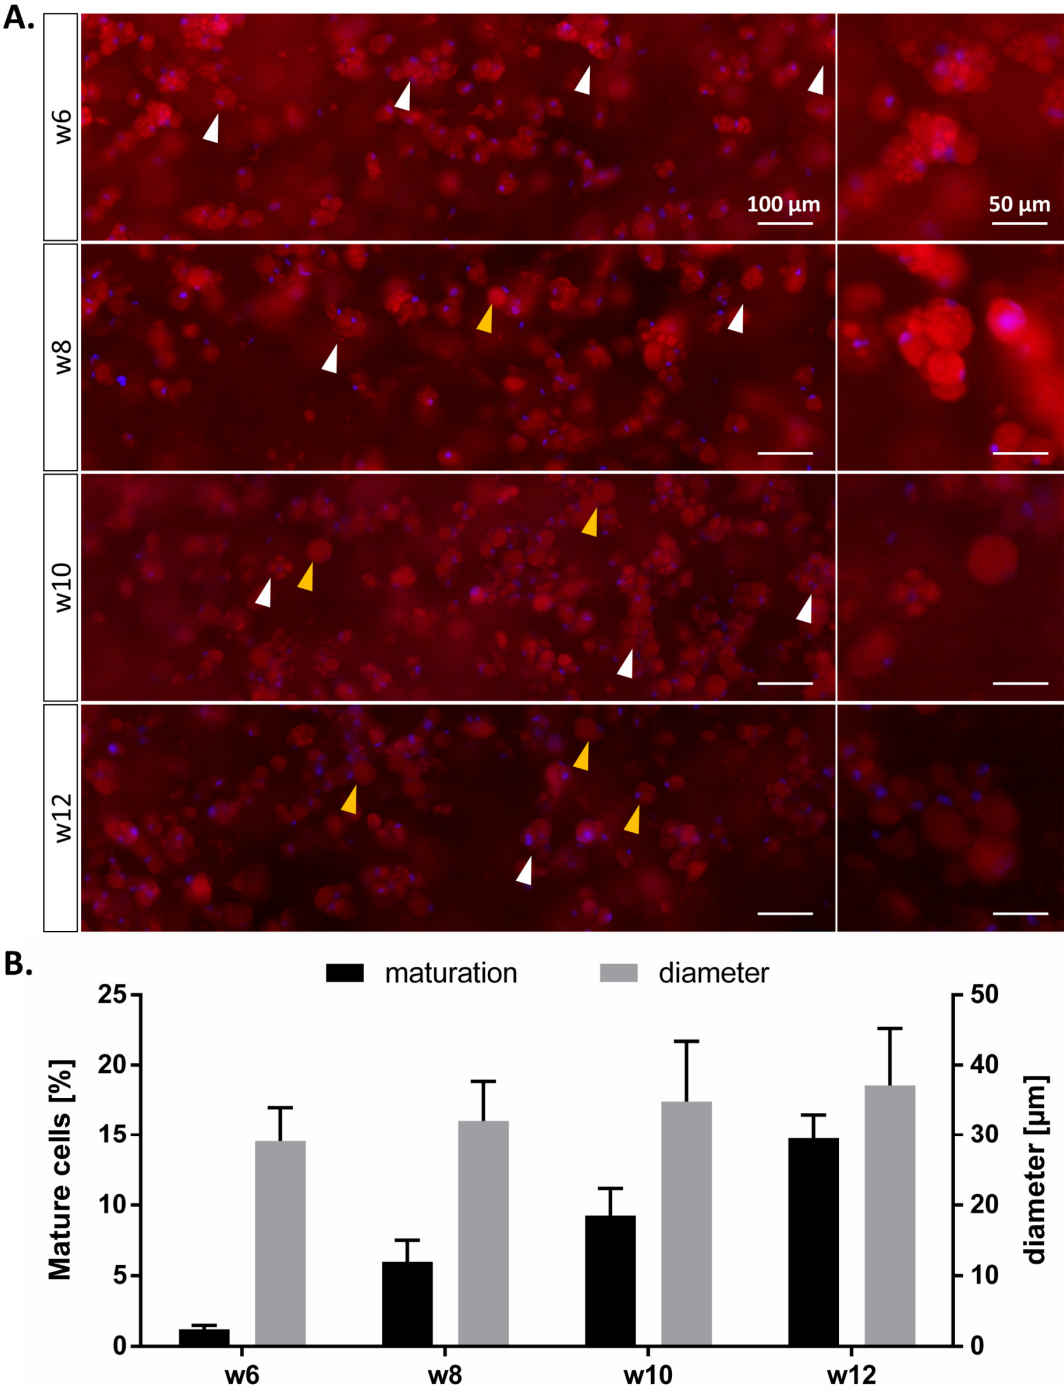 A.
w6
100 µm
50 µm
w8
w10
w12
B.
maturation
diameter
Mature cells [%]
25
20
15
10
5
0
50
40
30
20
10
0
diameter [µm]
w6
w8
w10
w12